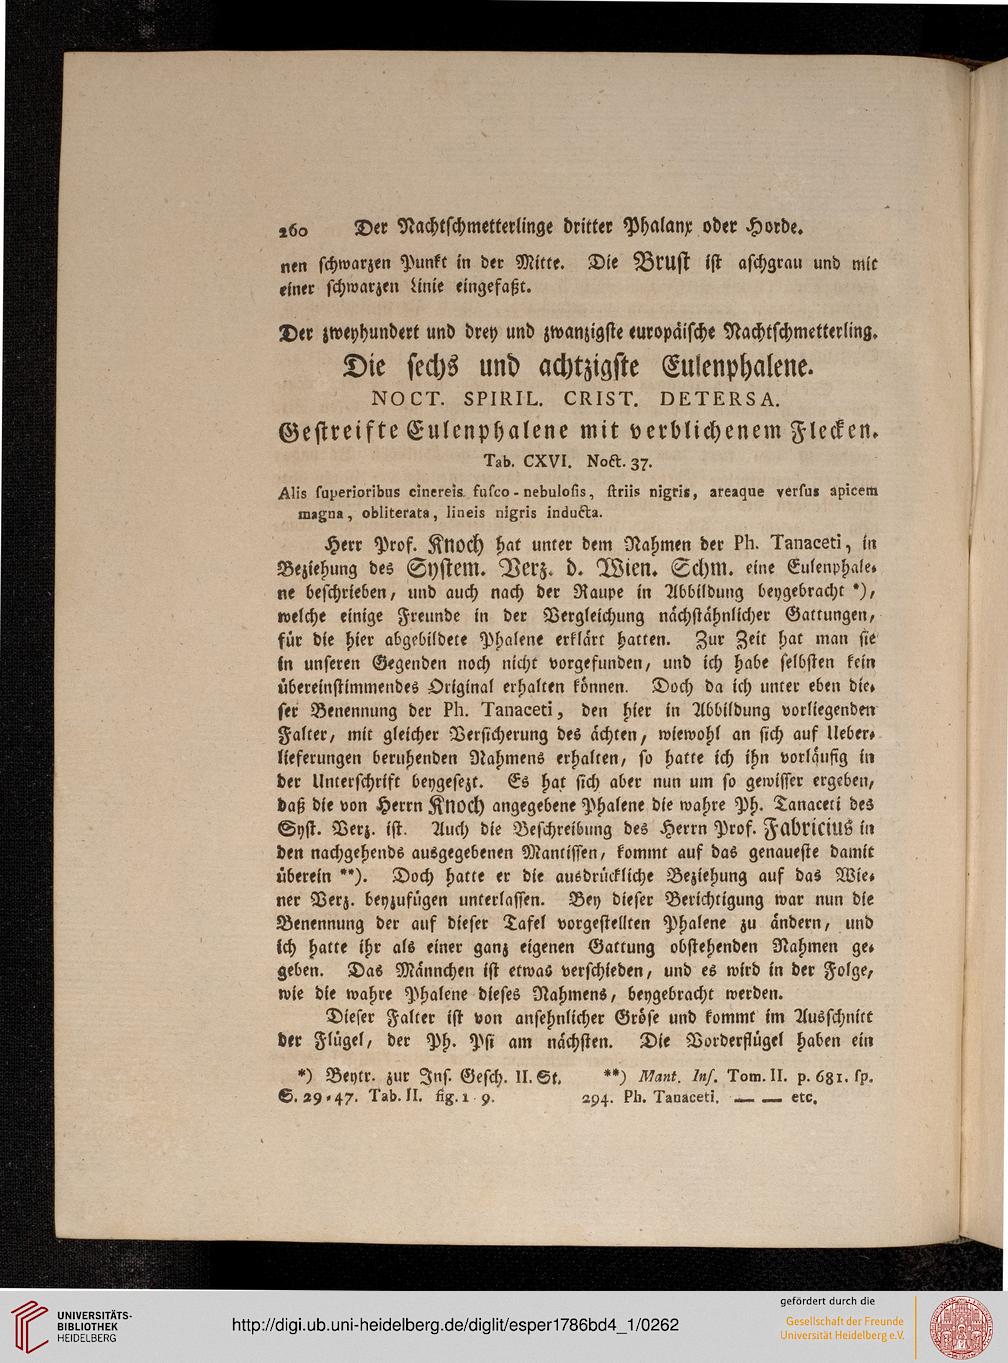 260 Der Nachtschmetterlinge dritter Phalanx oder Horde.
nen schwarzen Punkt in der Mitte. Die Brust ist aschgrau und mit
einer schwarzen Linie eingefaßt.
Der zweyhundert und drey und zwanzigste europäische Nachtschmetterling.
Die sechs und achtzigste Eulenphalene.
NOCT. SPIRIL. CRIST. DETERSA.
Gestreifte Eulenphalene mit verblichenem Flecken.
Tab. CXVI. Noct. 37.
Alis superioribus cinereis fusco-nebulosis, striis nigris, areaque versus apicem
magna, obliterata, lineis nigris inducta.
Herr Prof. Knoch hat unter dem Nahmen der Ph. Tanaceti, in
Beziehung des System. Verz. d. Wien. Schm. eine Eulenphale-
ne beschrieben, und auch nach der Raupe in Abbildung beygebracht *),
welche einige Freunde in der Vergleichung nächstähnlicher Gattungen,
für die hier abgebildete Phalene erklärt hatten. Zur Zeit hat man sie
in unseren Gegenden noch nicht vorgefunden, und ich habe selbsten kein
übereinstimmendes Original erhalten können. Doch da ich unter eben die-
ser Benennung der Ph. Tanaceti, den hier in Abbildung vorliegenden
Falter, mit gleicher Versicherung des ächten, wiewohl an sich auf Ueber-
lieferungen beruhenden Nahmens erhalten, so hatte ich ihn vorläufig in
der Unterschrift beygesezt. Es hat sich aber nun um so gewisser ergeben,
daß die von Herrn Knoch angegebene Phalene die wahre Ph. Tanaceti des
Syst. Verz. ist. Auch die Beschreibung des Herrn Prof. Fabricius in
den nachgehends ausgegebenen Mantissen, kommt auf das genaueste damit
überein **). Doch hatte er die ausdrückliche Beziehung auf das Wie-
ner Verz. beyzufügen unterlassen. Bey dieser Berichtigung war nun die
Benennung der auf dieser Tafel vorgestellten Phalene zu ändern, und
ich hatte ihr als einer ganz eigenen Gattung obstehenden Nahmen ge-
geben. Das Männchen ist etwas verschieden, und es wird in der Folge,
wie die wahre Phalene dieses Nahmens, beygebracht werden.
Dieser Falter ist von ansehnlicher Gröse und kommt im Ausschnitt
der Flügel, der Ph. Psi am nächsten. Die Vorderflügel haben ein
*) Beytr. zur Ins. Gesch. II. St.
S. 29-47. Tab. II. fig. 1 9.
**) Mant. Ins. Tom. II. p. 681. sp.
294. Ph. Tanaceti. — — etc.
UNIVERSITÄTS-
BIBLIOTHEK
HEIDELBERG
http://digi.ub.uni-heidelberg.de/diglit/esper1786bd4_1/0262
gefördert durch die
Gesellschaft der Freunde
Universität Heidelberg e.V.